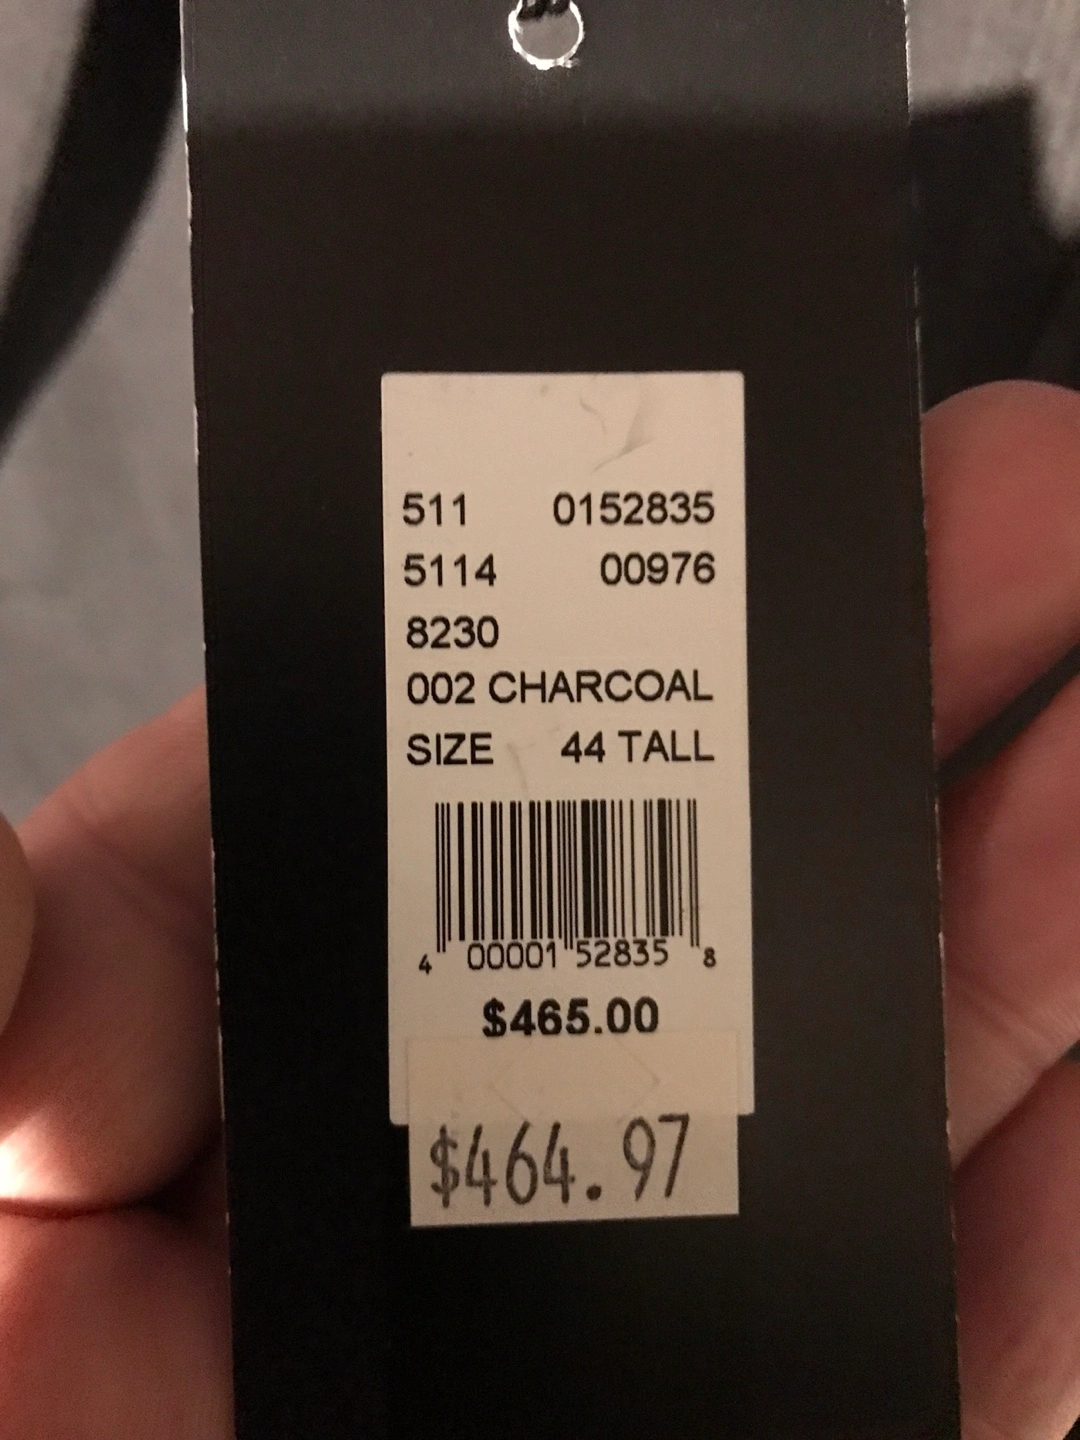 511 0152835
5114 00976
8230
002 CHARCOAL
SIZE 44 TALL
4 00001 52835 8
$465.00
$464.97